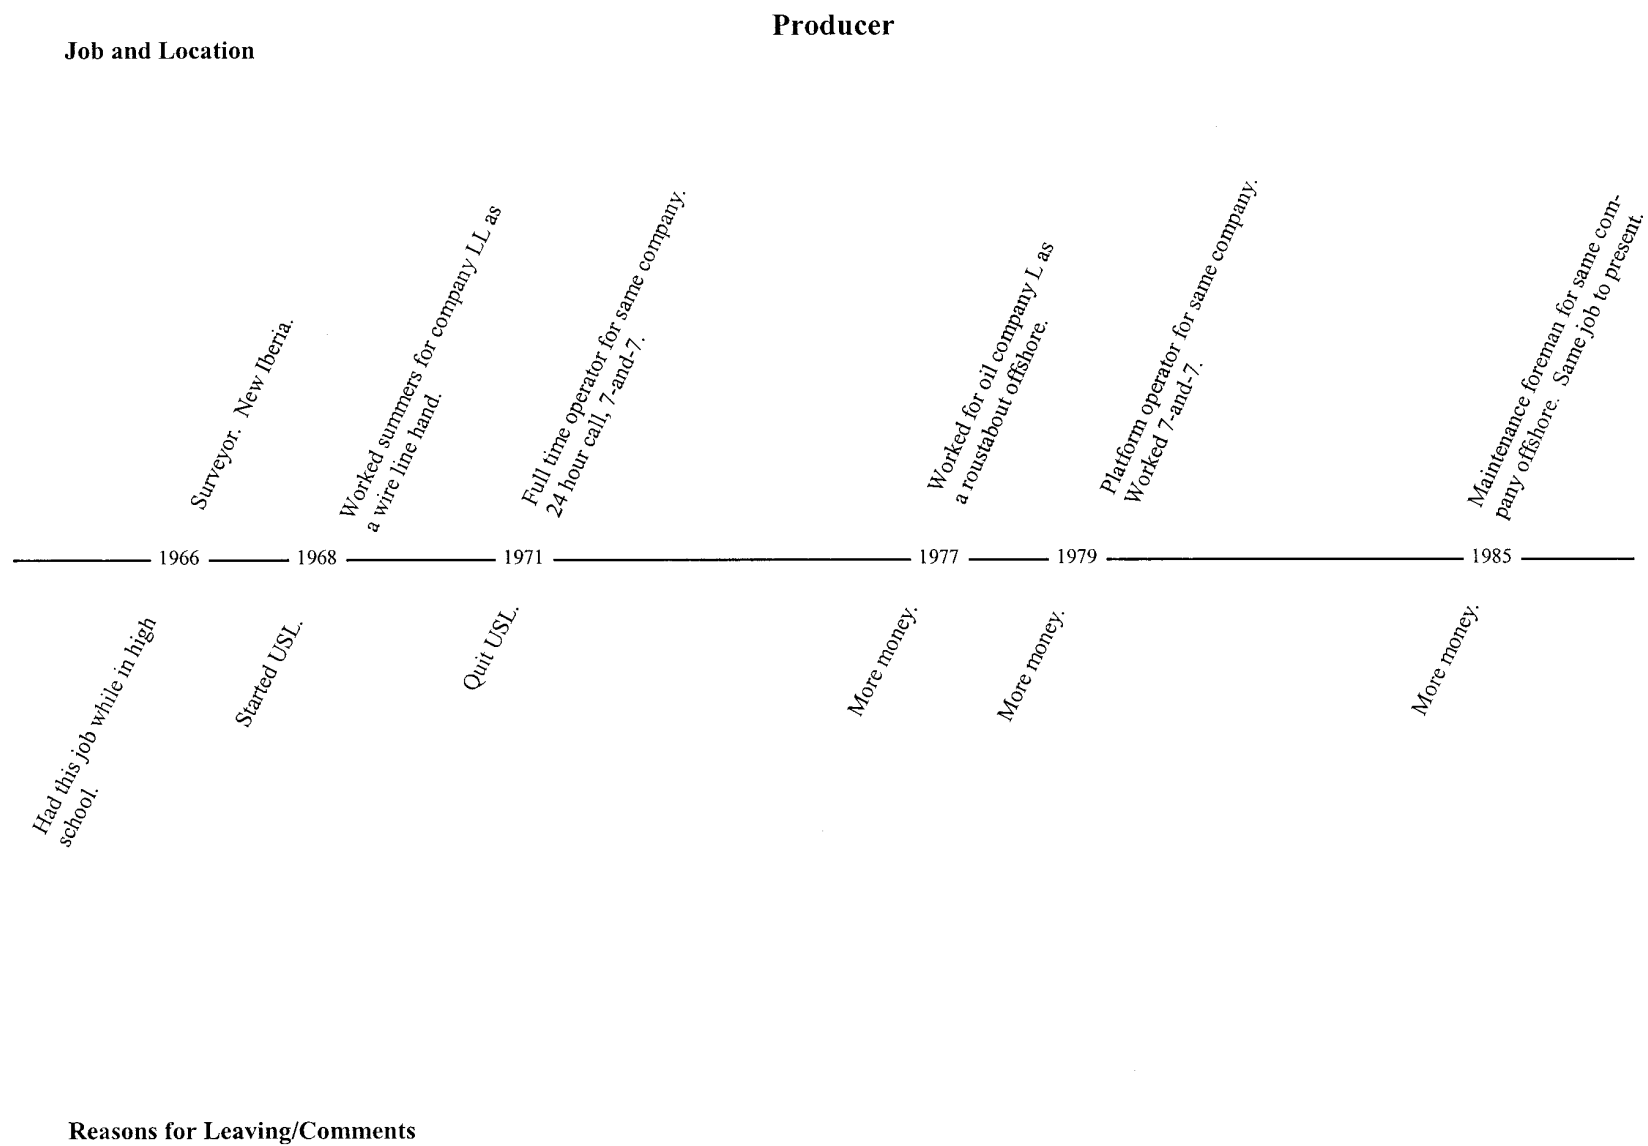 Producer
Job and Location
Surveyor.  New Iberia.
Worked summers for company LL as
a wire line hand.
Full time operator for same company.
24 hour call, 7-and-7.
Worked for oil company L as
a roustabout offshore.
Platform operator for same company.
Worked 7-and-7.
Maintenance foreman for same com-
pany offshore.  Same job to present.
1966 1968 1971 1977 1979 1985
Had this job while in high
school.
Started USL.
Quit USL.
More money.
More money.
More money.
Reasons for Leaving/Comments